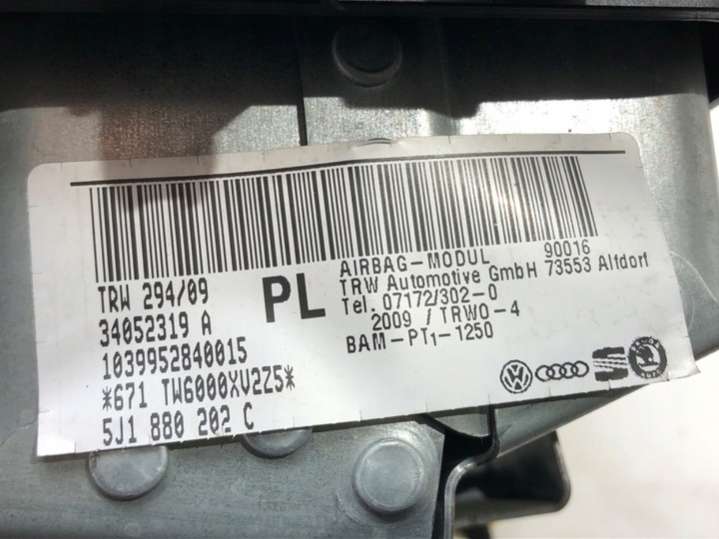 TRW 294/09
34052319 A
1039952840015
*671 TW6000XV2Z5*
5J1 880 202 C
PL
AIRBAG-MODUL 90016
TRW Automotive GmbH 73553 Alfdorf
Tel. 07172/302-0
2009 / TRWO-4
BAM-PT1-1250